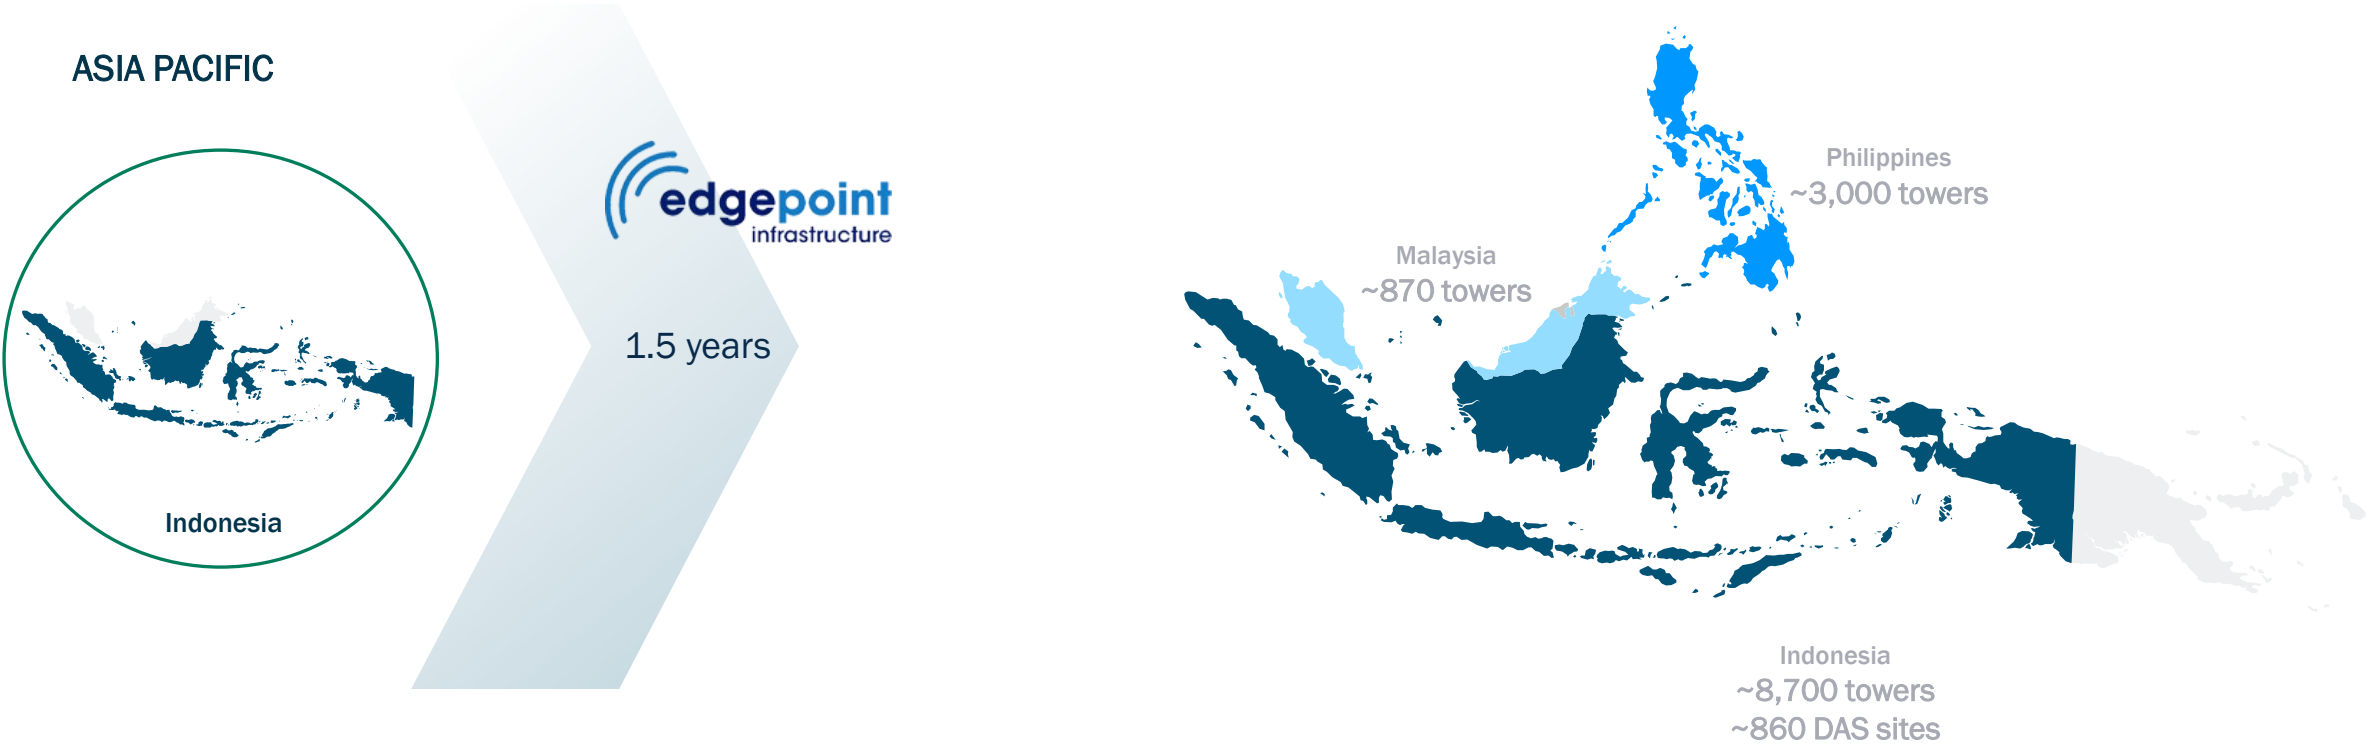 ASIA PACIFIC
Indonesia
edgepoint
infrastructure
1.5 years
Philippines
~3,000 towers
Malaysia
~870 towers
Indonesia
~8,700 towers
~860 DAS sites